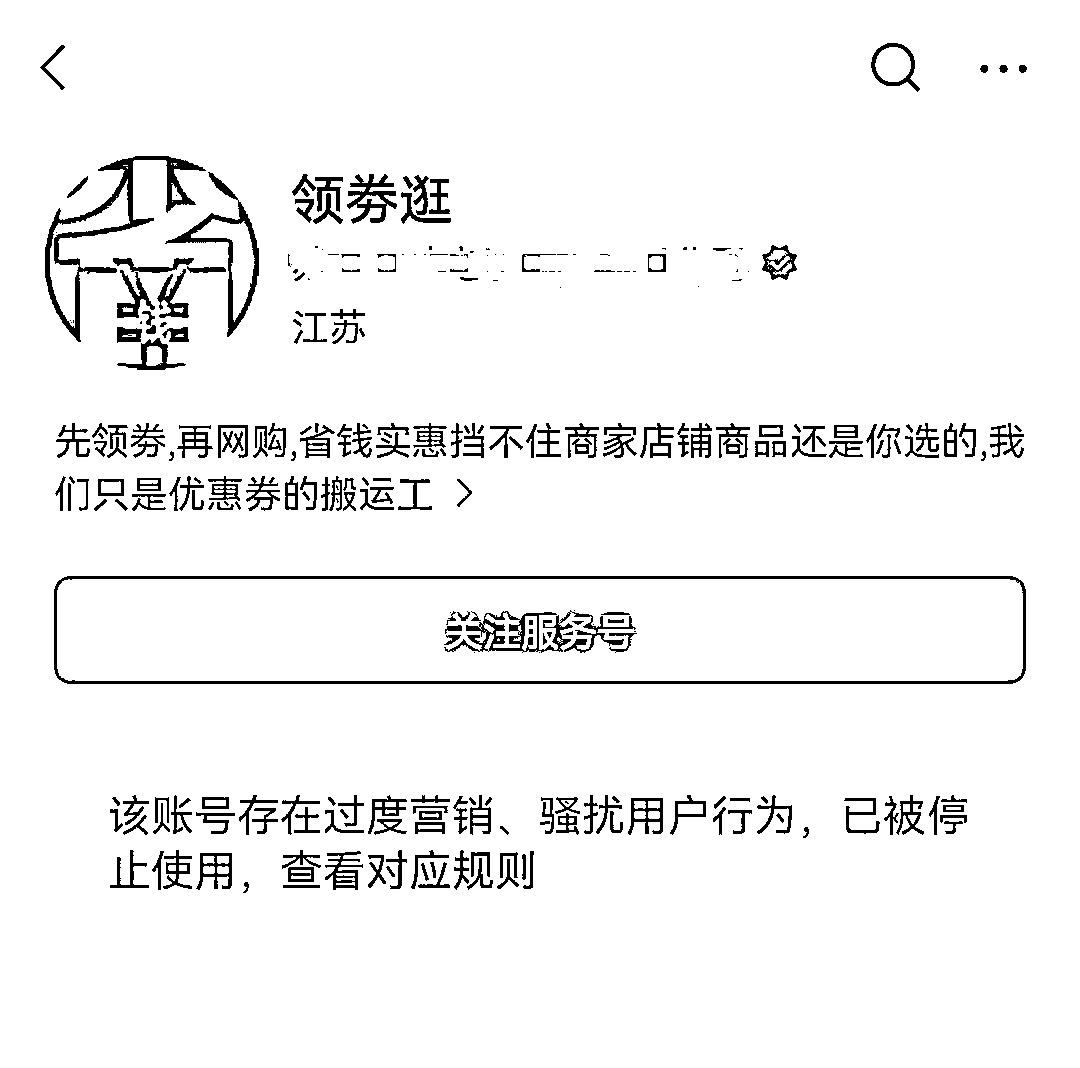 领劵逛
江苏
先领劵,再网购,省钱实惠挡不住商家店铺商品还是你选的,我
们只是优惠券的搬运工
关注服务号
该账号存在过度营销、骚扰用户行为，已被停
止使用，查看对应规则